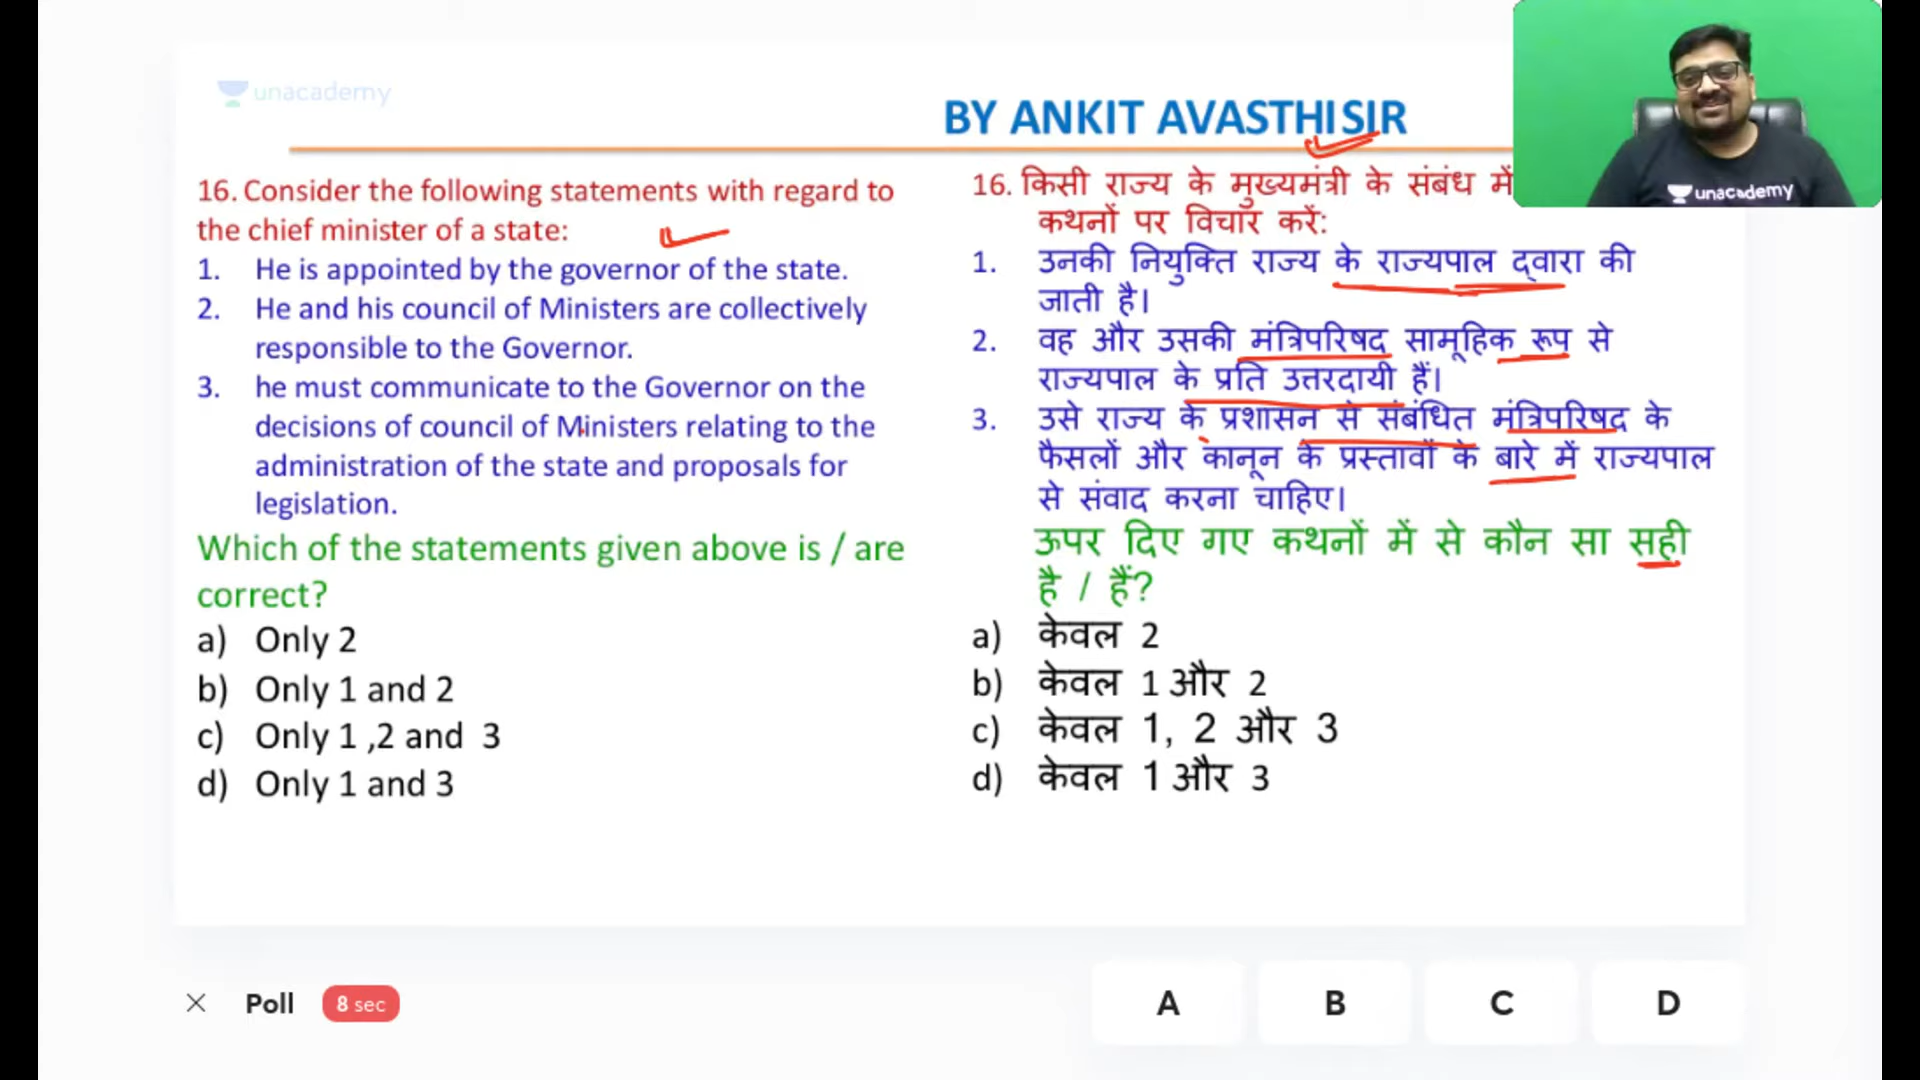 unacademy
BY ANKIT AVASTHI SIR
unacademy
16. Consider the following statements with regard to
the chief minister of a state:
1. He is appointed by the governor of the state.
2. He and his council of Ministers are collectively
responsible to the Governor.
3. he must communicate to the Governor on the
decisions of council of Ministers relating to the
administration of the state and proposals for
legislation.
Which of the statements given above is / are
correct?
a) Only 2
b) Only 1 and 2
c) Only 1 ,2 and 3
d) Only 1 and 3
16. किसी राज्य के मुख्यमंत्री के संबंध में
कथनों पर विचार करें:
1. उनकी नियुक्ति राज्य के राज्यपाल द्वारा की
जाती है।
2. वह और उसकी मंत्रिपरिषद सामूहिक रूप से
राज्यपाल के प्रति उत्तरदायी हैं।
3. उसे राज्य के प्रशासन से संबंधित मंत्रिपरिषद के
फैसलों और कानून के प्रस्तावों के बारे में राज्यपाल
से संवाद करना चाहिए।
ऊपर दिए गए कथनों में से कौन सा सही
है / हैं?
a) केवल 2
b) केवल 1 और 2
c) केवल 1, 2 और 3
d) केवल 1 और 3
Poll 8 sec
A B C D